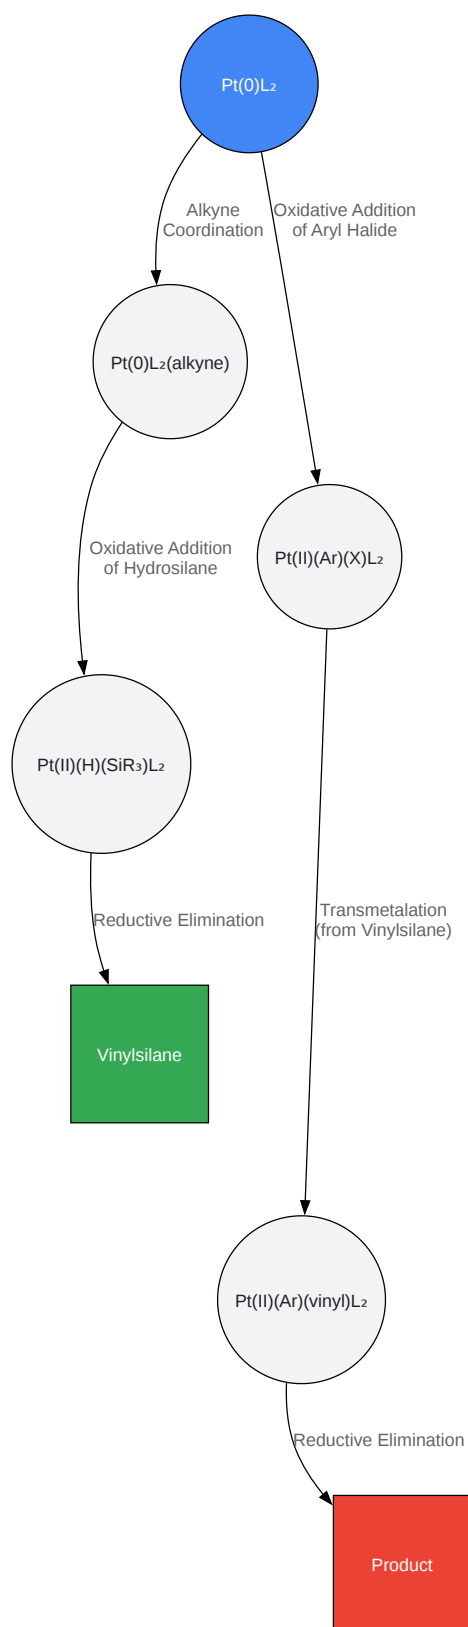 Pt(0)L₂
Alkyne
Coordination
Oxidative Addition
of Aryl Halide
Pt(0)L₂(alkyne)
Oxidative Addition
of Hydrosilane
Pt(II)(Ar)(X)L₂
Pt(II)(H)(SiR₃)L₂
Reductive Elimination
Transmetalation
(from Vinylsilane)
Vinylsilane
Pt(II)(Ar)(vinyl)L₂
Reductive Elimination
Product